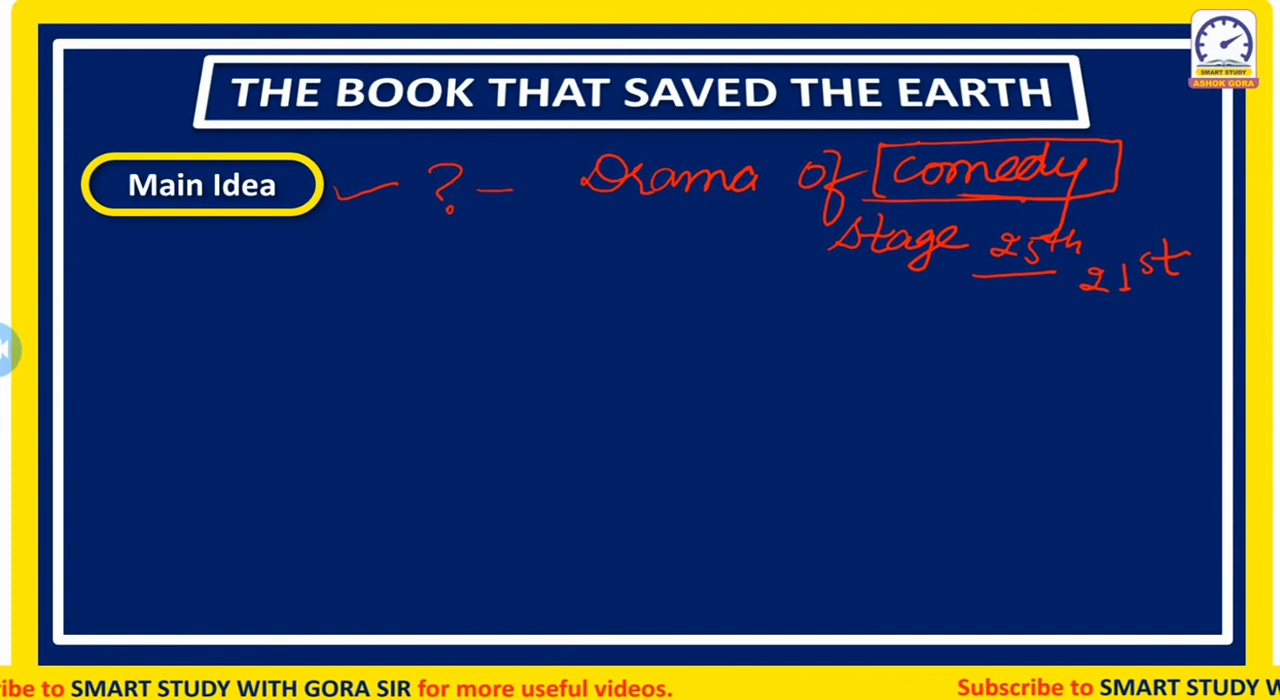 THE BOOK THAT SAVED THE EARTH
SMART STUDY
ASHOK GORA
Main Idea ? - Drama of comedy
stage 25th
21st
ibe to SMART STUDY WITH GORA SIR for more useful videos. Subscribe to SMART STUDY W